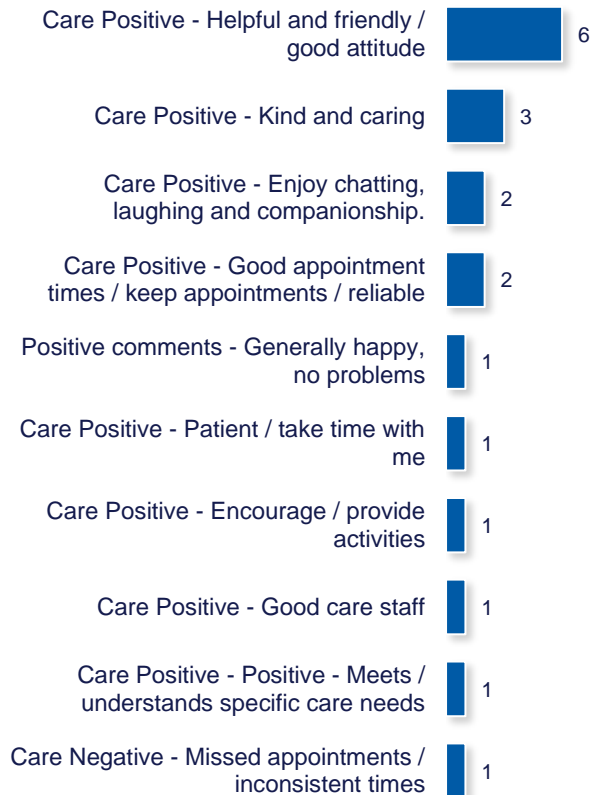 Care Positive - Helpful and friendly /
good attitude
6
Care Positive - Kind and caring
3
Care Positive - Enjoy chatting,
laughing and companionship.
2
Care Positive - Good appointment
times / keep appointments / reliable
2
Positive comments - Generally happy,
no problems
1
Care Positive - Patient / take time with
me
1
Care Positive - Encourage / provide
activities
1
Care Positive - Good care staff
1
Care Positive - Positive - Meets /
understands specific care needs
1
Care Negative - Missed appointments /
inconsistent times
1